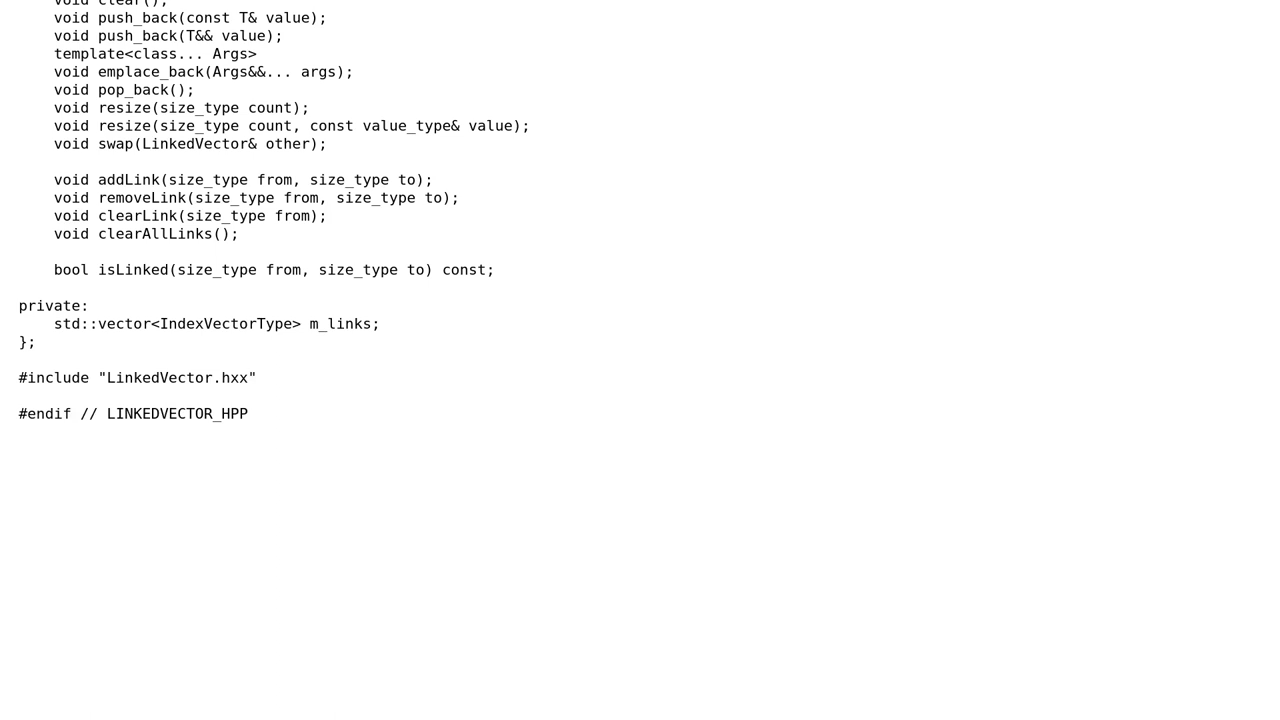 void clear();
    void push_back(const T& value);
    void push_back(T&& value);
    template<class... Args>
    void emplace_back(Args&&... args);
    void pop_back();
    void resize(size_type count);
    void resize(size_type count, const value_type& value);
    void swap(LinkedVector& other);

    void addLink(size_type from, size_type to);
    void removeLink(size_type from, size_type to);
    void clearLink(size_type from);
    void clearAllLinks();

    bool isLinked(size_type from, size_type to) const;

private:
    std::vector<IndexVectorType> m_links;
};

#include "LinkedVector.hxx"

#endif // LINKEDVECTOR_HPP